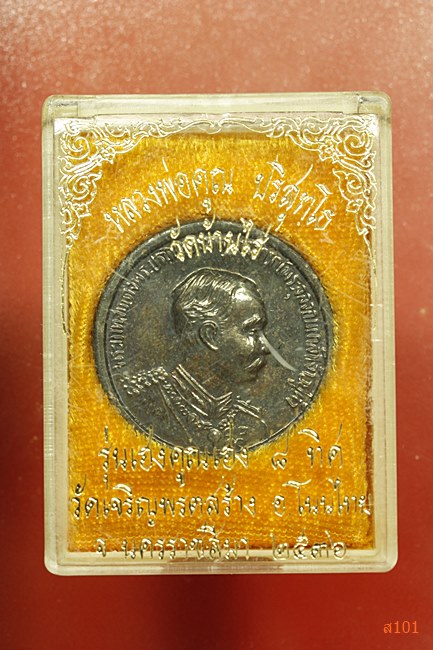 หลวงพ่อคูณ ปริสุทโธ
วัดบ้านไร่
รุ่นเฮงคูณเฮง ๘ ทิศ
วัดเจริญพรตสร้าง อ โนนไทย
จ นครราชสีมา ๒๕๓๖
ส101